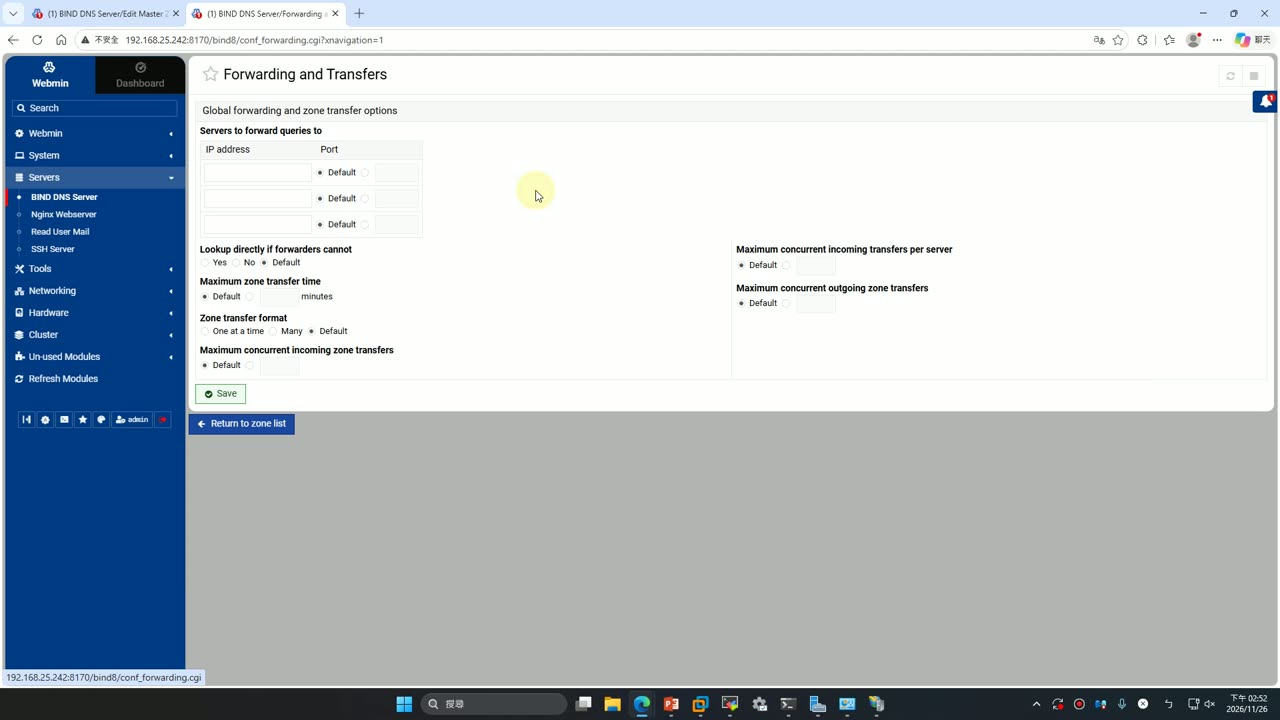 (1) BIND DNS Server/Edit Master Z
(1) BIND DNS Server/Forwarding a
不安全 192.168.25.242:8170/bind8/conf_forwarding.cgi?xnavigation=1
聊天
Webmin
Dashboard
Search
Webmin
System
Servers
BIND DNS Server
Nginx Webserver
Read User Mail
SSH Server
Tools
Networking
Hardware
Cluster
Un-used Modules
Refresh Modules
admin
Forwarding and Transfers
1
Global forwarding and zone transfer options
Servers to forward queries to
IP address Port
Default
Default
Default
Lookup directly if forwarders cannot
Yes No Default
Maximum zone transfer time
Default minutes
Zone transfer format
One at a time Many Default
Maximum concurrent incoming zone transfers
Default
Maximum concurrent incoming transfers per server
Default
Maximum concurrent outgoing zone transfers
Default
Save
Return to zone list
192.168.25.242:8170/bind8/conf_forwarding.cgi
搜尋
下午 02:52
2026/11/26